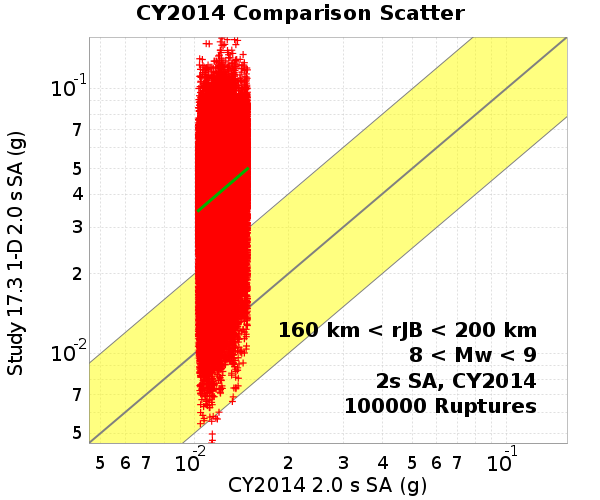 CY2014 Comparison Scatter
Study 17.3 1-D 2.0 s SA (g)
10-1
7
5
4
3
2
10-2
7
5
160 km < rJB < 200 km
8 < Mw < 9
2s SA, CY2014
100000 Ruptures
5 6 7 10-2 2 3 4 5 6 7 10-1
CY2014 2.0 s SA (g)